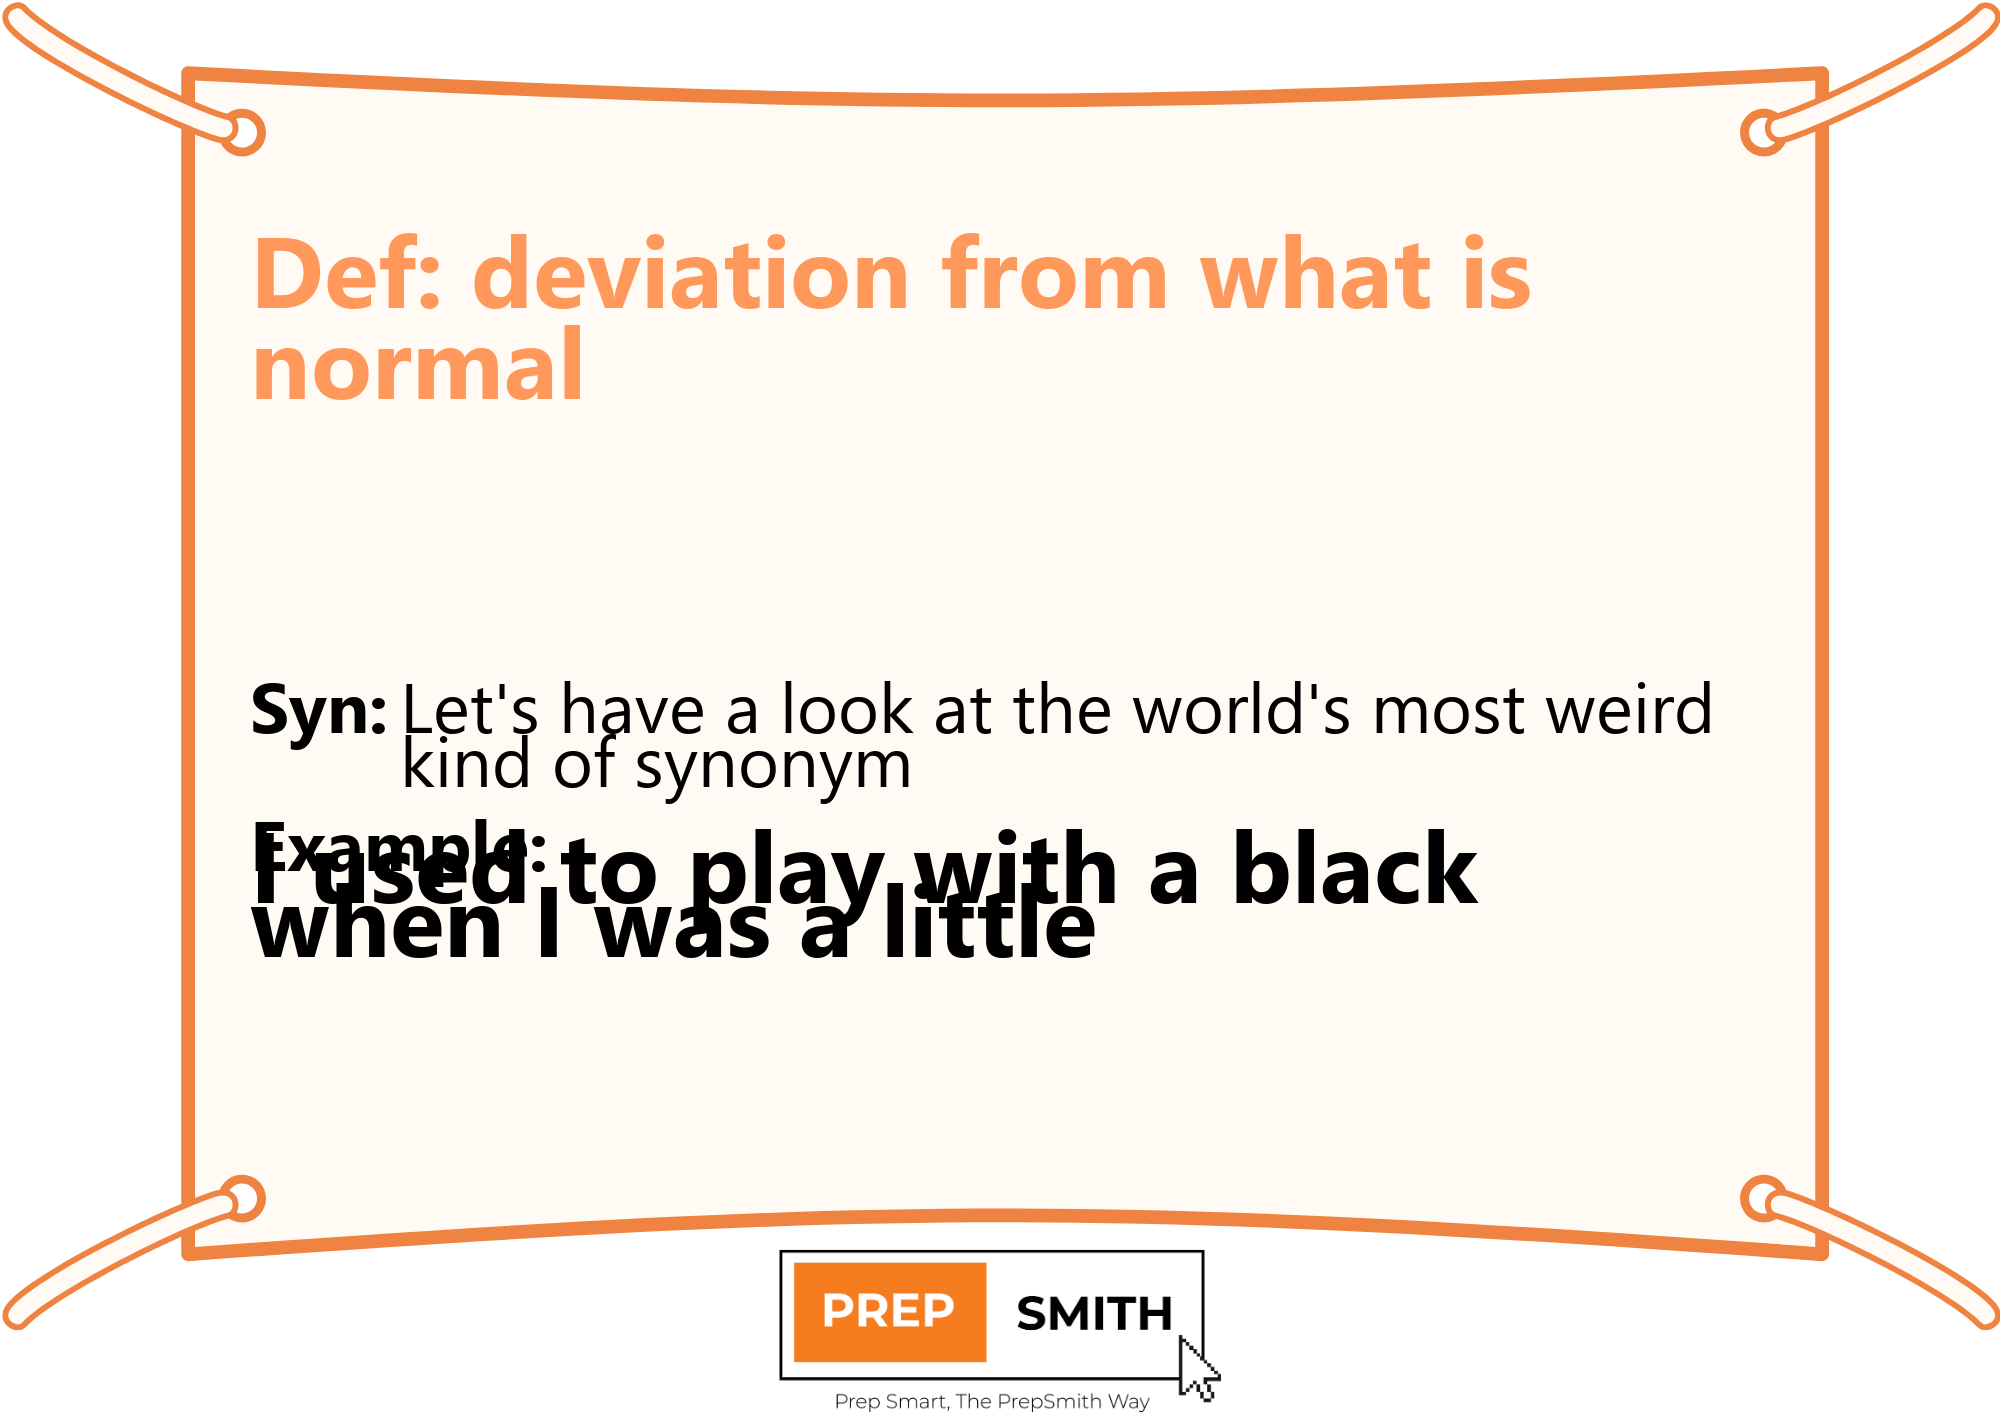 Def: deviation from what is
normal
Syn: Let's have a look at the world's most weird
kind of synonym
Example:
I used to play with a black
when I was a little
PREP SMITH
Prep Smart, The PrepSmith Way